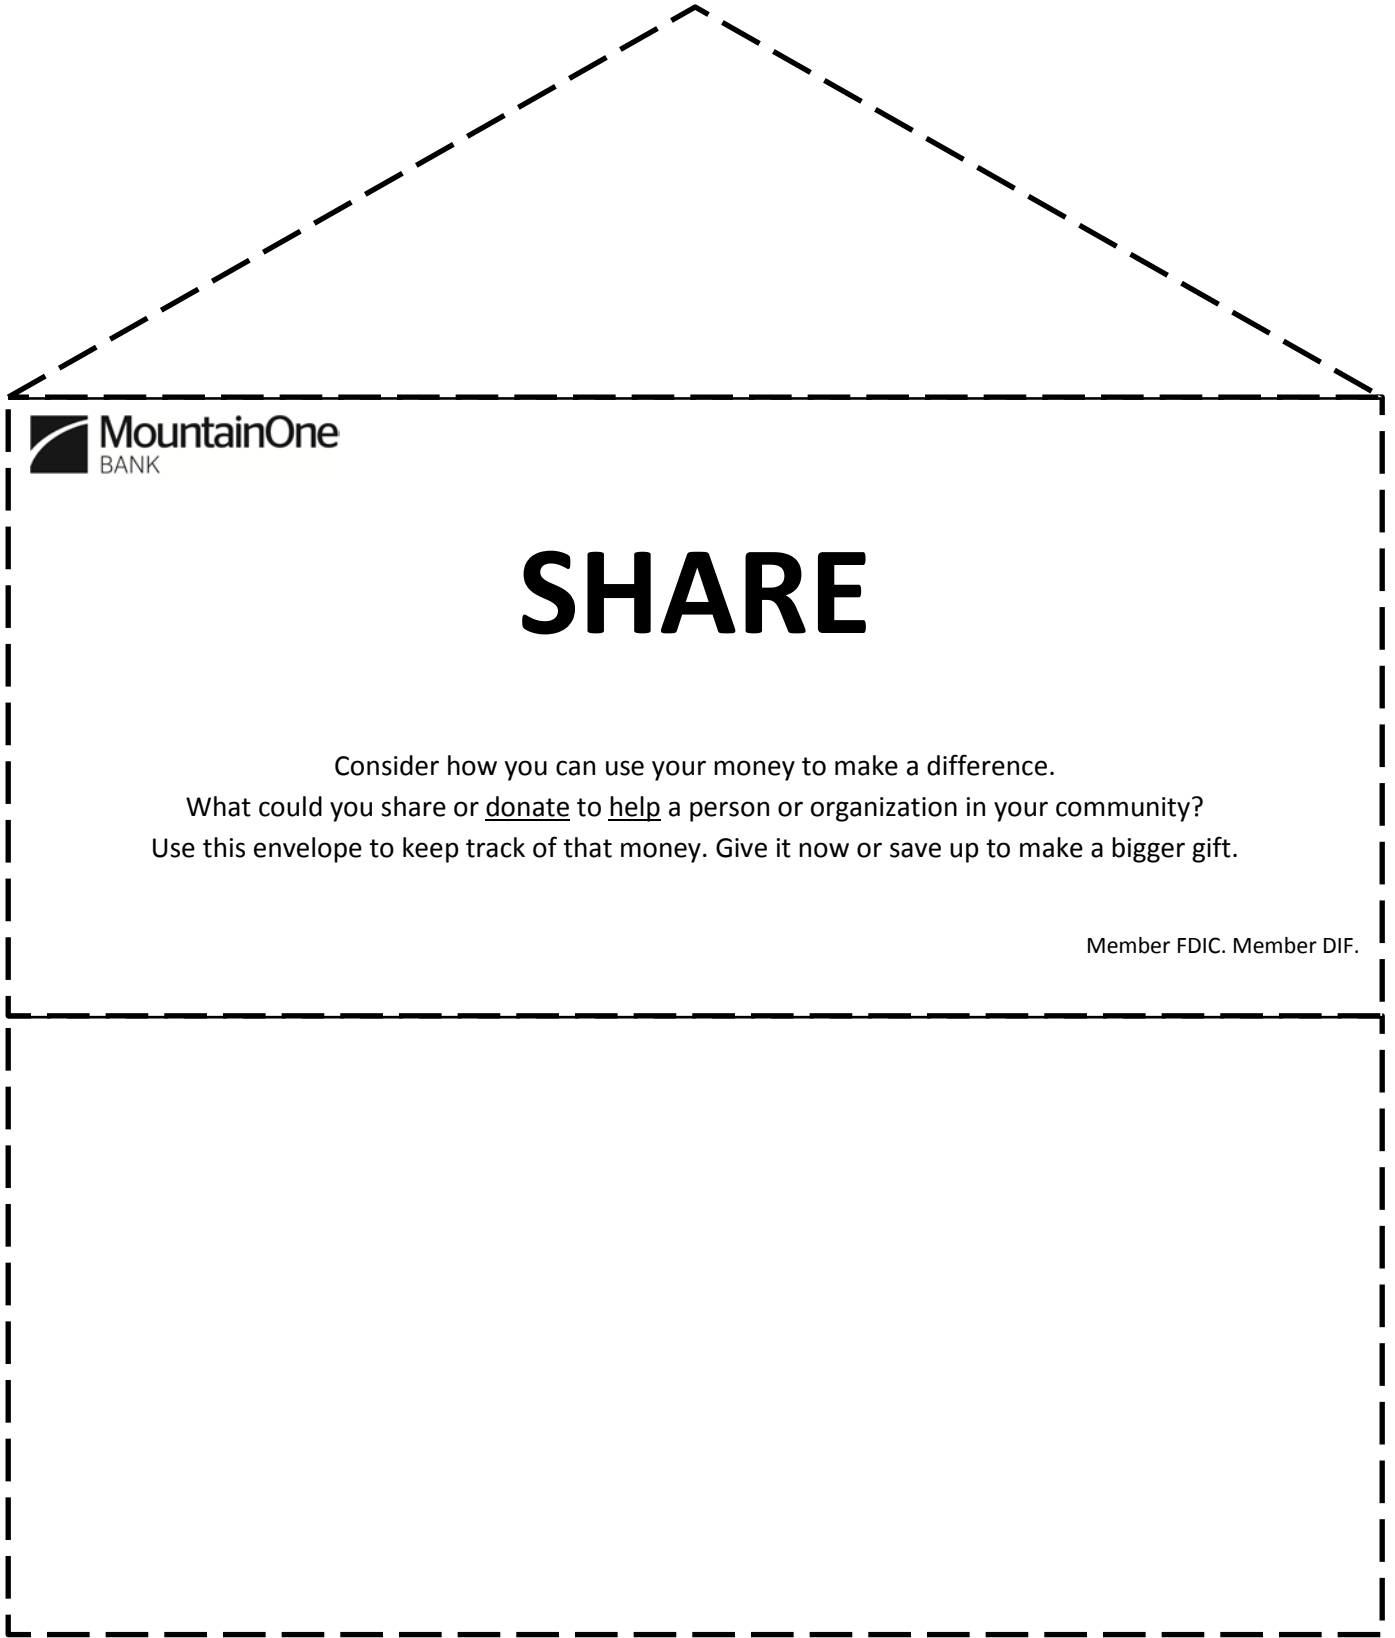 MountainOne
BANK
SHARE
Consider how you can use your money to make a difference.
What could you share or donate to help a person or organization in your community?
Use this envelope to keep track of that money. Give it now or save up to make a bigger gift.
Member FDIC. Member DIF.